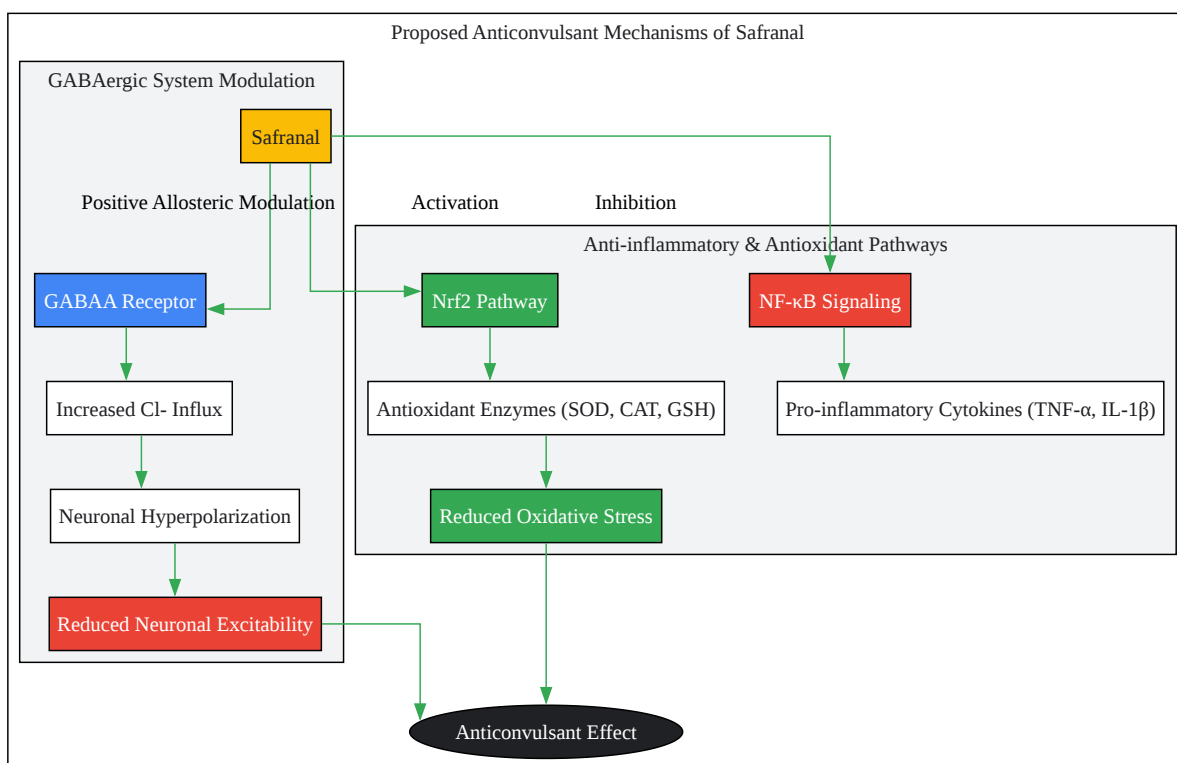 Proposed Anticonvulsant Mechanisms of Safranal
GABAergic System Modulation
Safranal
Positive Allosteric Modulation
Activation
Inhibition
Anti-inflammatory & Antioxidant Pathways
GABAA Receptor
Nrf2 Pathway
NF-κB Signaling
Increased Cl- Influx
Antioxidant Enzymes (SOD, CAT, GSH)
Pro-inflammatory Cytokines (TNF-α, IL-1β)
Neuronal Hyperpolarization
Reduced Oxidative Stress
Reduced Neuronal Excitability
Anticonvulsant Effect